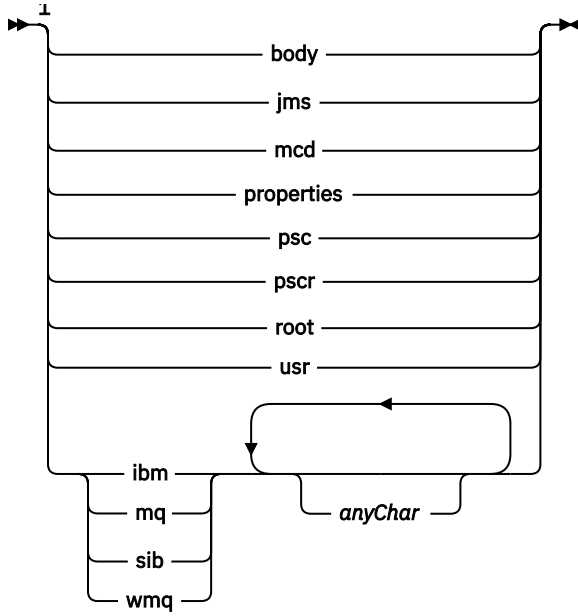 1
body
jms
mcd
properties
psc
pscr
root
usr
ibm
mq
anyChar
sib
wmq